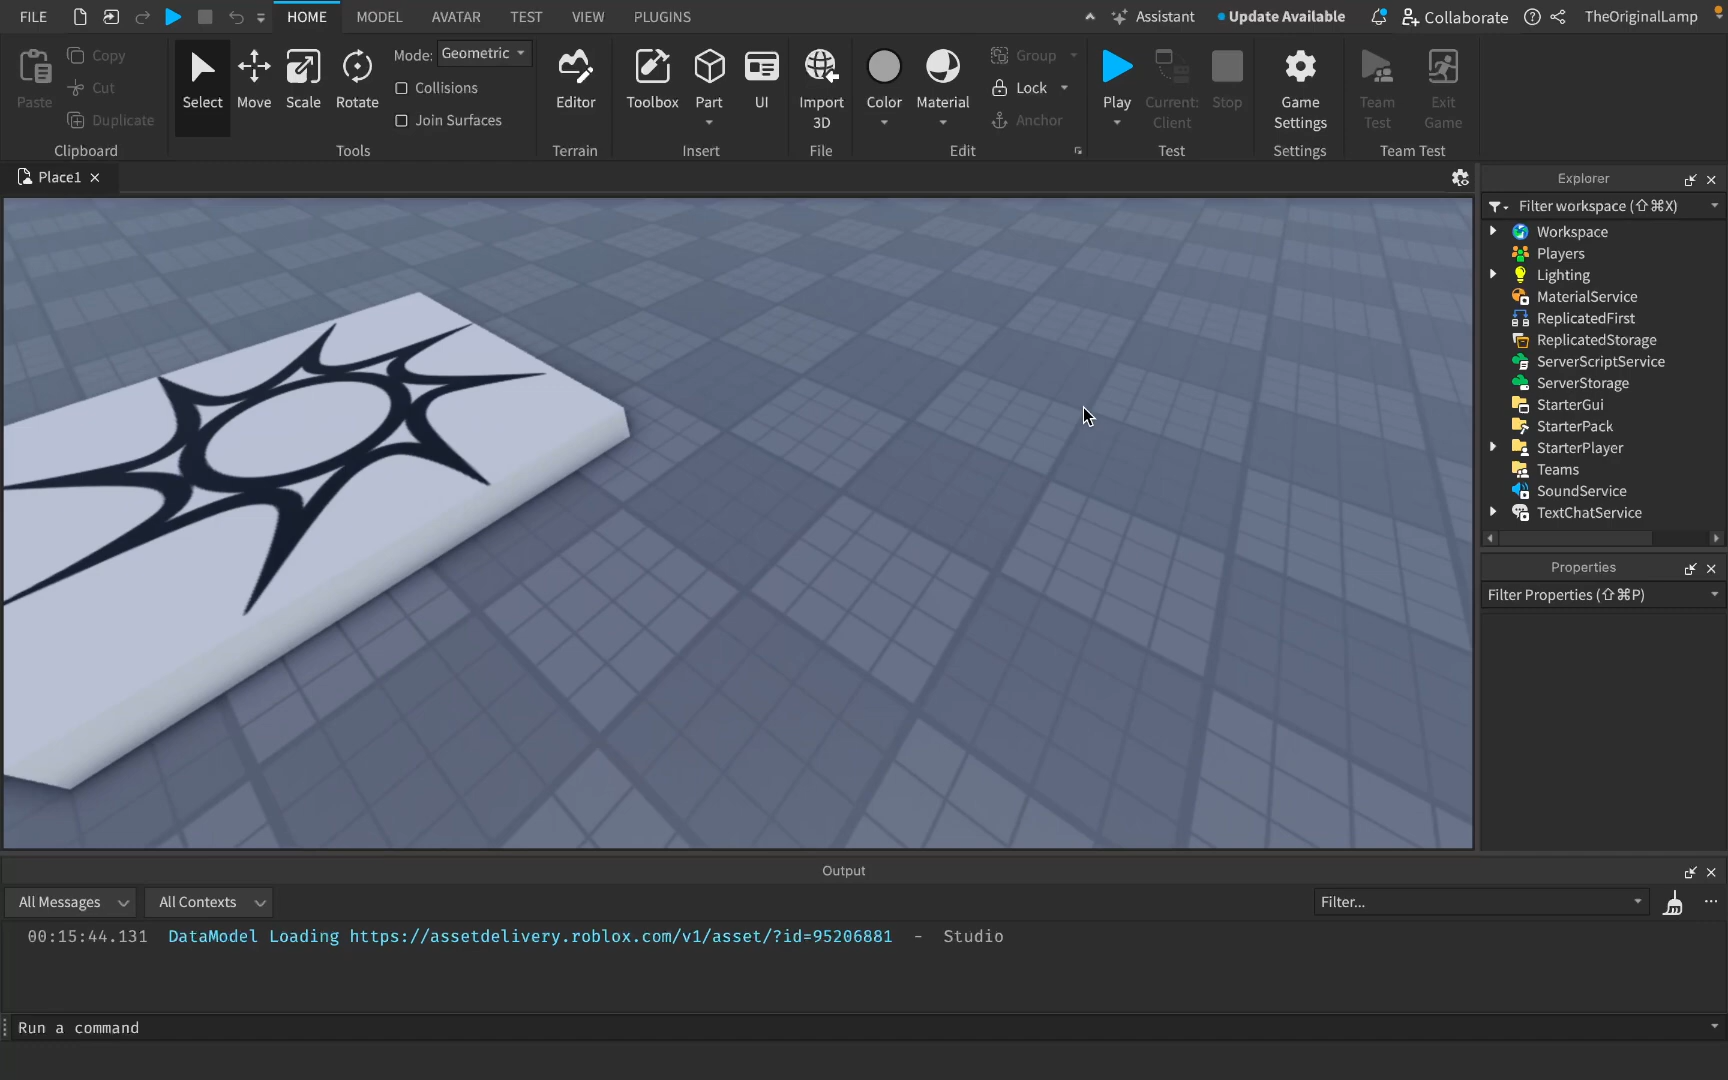 FILE HOME MODEL AVATAR TEST VIEW PLUGINS Assistant Update Available Collaborate TheOriginalLamp
Paste Copy Cut Duplicate
Clipboard
Select Move Scale Rotate
Mode: Geometric
Collisions
Join Surfaces
Tools
Editor
Terrain
Toolbox Part UI
Insert
Import 3D
File
Color Material
Group
Lock
Anchor
Edit
Play Current: Client Stop
Test
Game Settings
Settings
Team Test Exit Game
Team Test
Place1
Explorer
Filter workspace (⇧⌘X)
Workspace
Players
Lighting
MaterialService
ReplicatedFirst
ReplicatedStorage
ServerScriptService
ServerStorage
StarterGui
StarterPack
StarterPlayer
Teams
SoundService
TextChatService
Properties
Filter Properties (⇧⌘P)
Output
All Messages All Contexts Filter...
00:15:44.131 DataModel Loading https://assetdelivery.roblox.com/v1/asset/?id=95206881 - Studio
Run a command